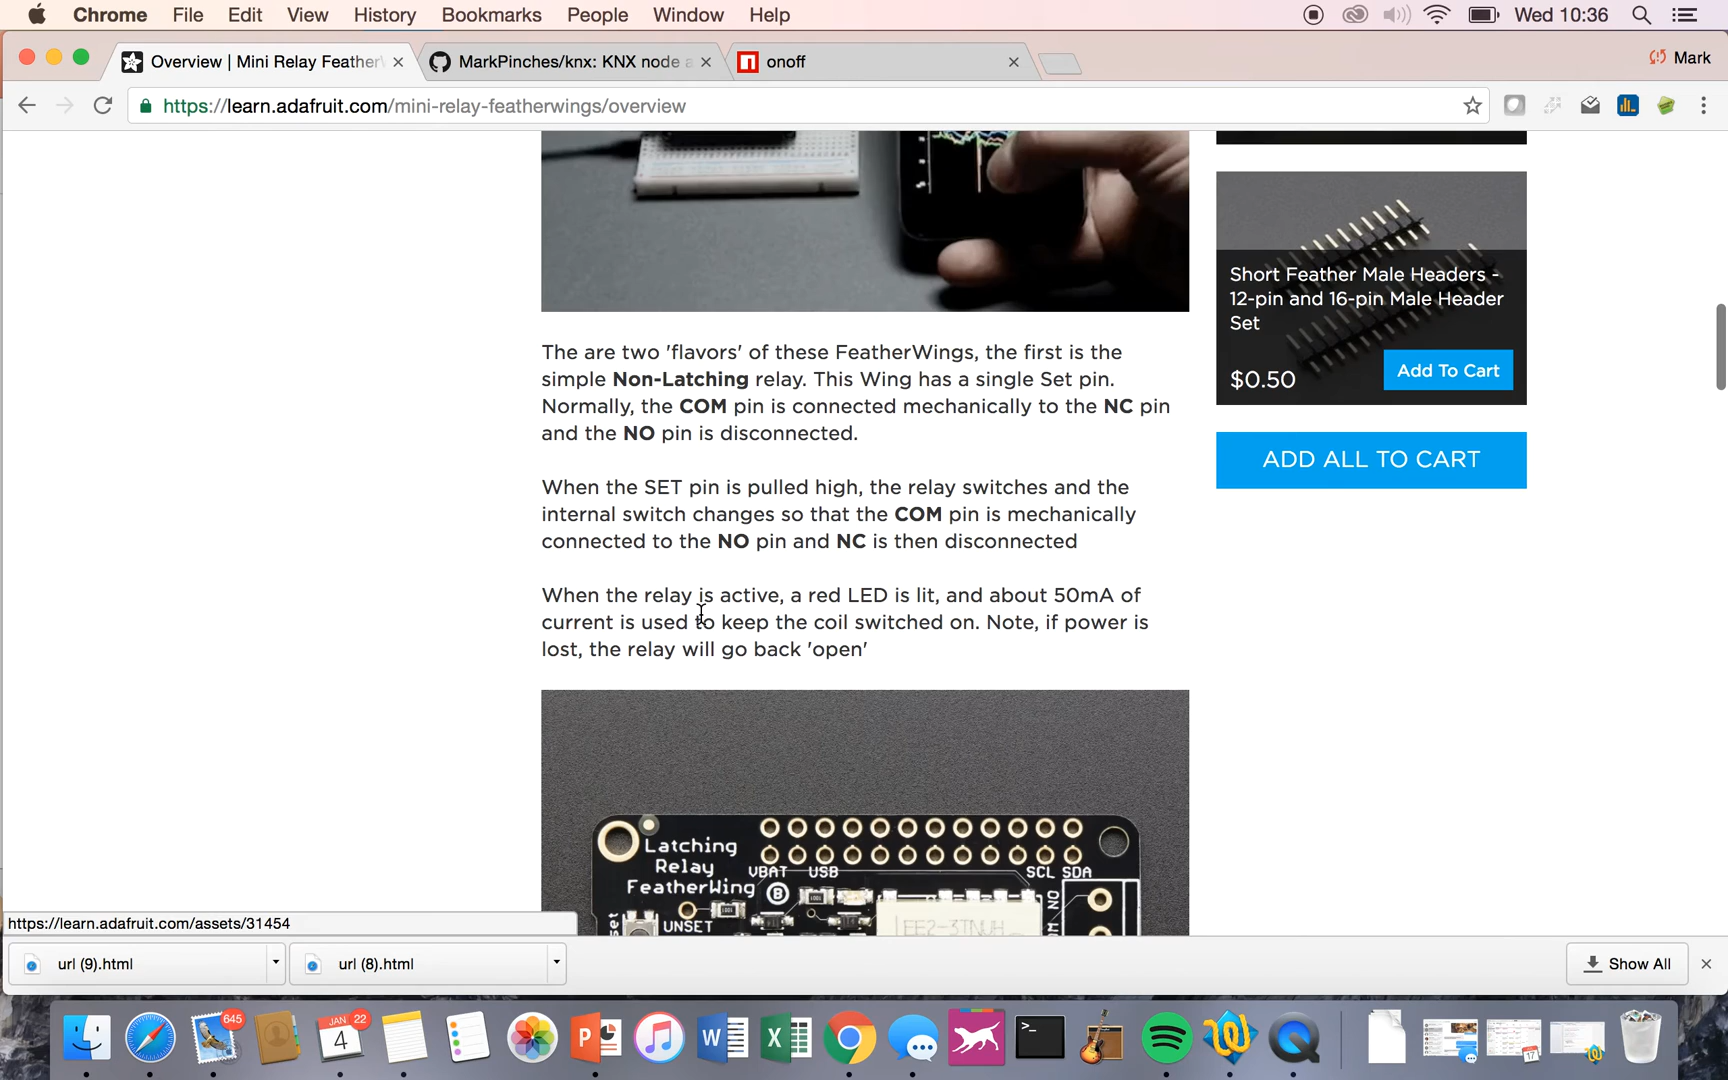 Chrome File Edit View History Bookmarks People Window Help Wed 10:36
Overview | Mini Relay Feather
MarkPinches/knx: KNX node a
onoff
Mark
https://learn.adafruit.com/mini-relay-featherwings/overview
The are two 'flavors' of these FeatherWings, the first is the
simple Non-Latching relay. This Wing has a single Set pin.
Normally, the COM pin is connected mechanically to the NC pin
and the NO pin is disconnected.
When the SET pin is pulled high, the relay switches and the
internal switch changes so that the COM pin is mechanically
connected to the NO pin and NC is then disconnected
When the relay is active, a red LED is lit, and about 50mA of
current is used to keep the coil switched on. Note, if power is
lost, the relay will go back 'open'
Short Feather Male Headers -
12-pin and 16-pin Male Header
Set
$0.50
Add To Cart
ADD ALL TO CART
Latching
Relay
FeatherWing
VBAT USB
SCL SDA
UNSET
NO
EE2-3TNUH
https://learn.adafruit.com/assets/31454
url (9).html
url (8).html
Show All
645
JAN 22
4
17